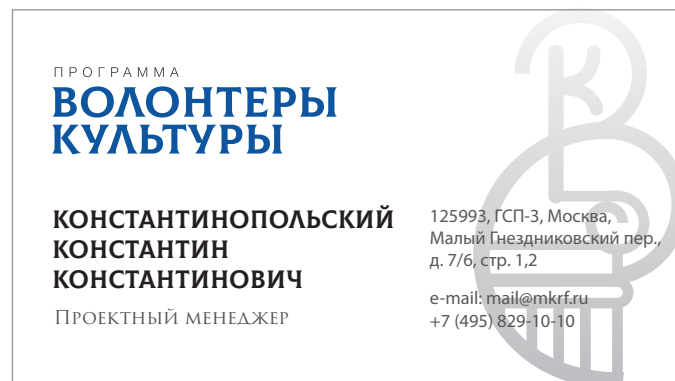 ПРОГРАММА
ВОЛОНТЕРЫ
КУЛЬТУРЫ
КОНСТАНТИНОПОЛЬСКИЙ
КОНСТАНТИН
КОНСТАНТИНОВИЧ
Проектный менеджер
125993, ГСП-3, Москва,
Малый Гнездниковский пер.,
д. 7/6, стр. 1,2
e-mail: mail@mkrf.ru
+7 (495) 829-10-10